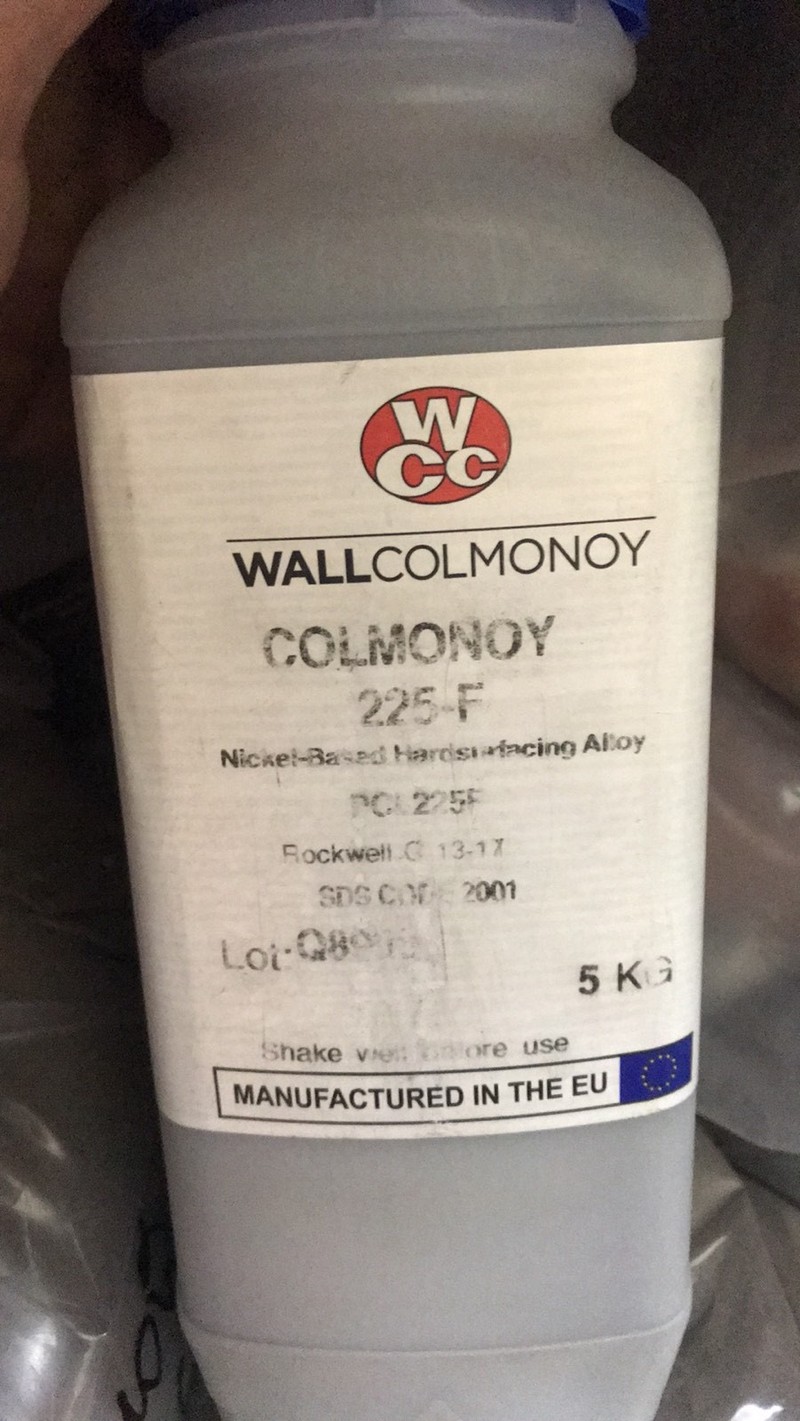 WCC
WALLCOLMONOY
COLMONOY
225-F
Nickel-Based Hardsurfacing Alloy
225F
Rockwell C 13-17
SDS CODE 2001
Lot:
5 KG
Shake well before use
MANUFACTURED IN THE EU